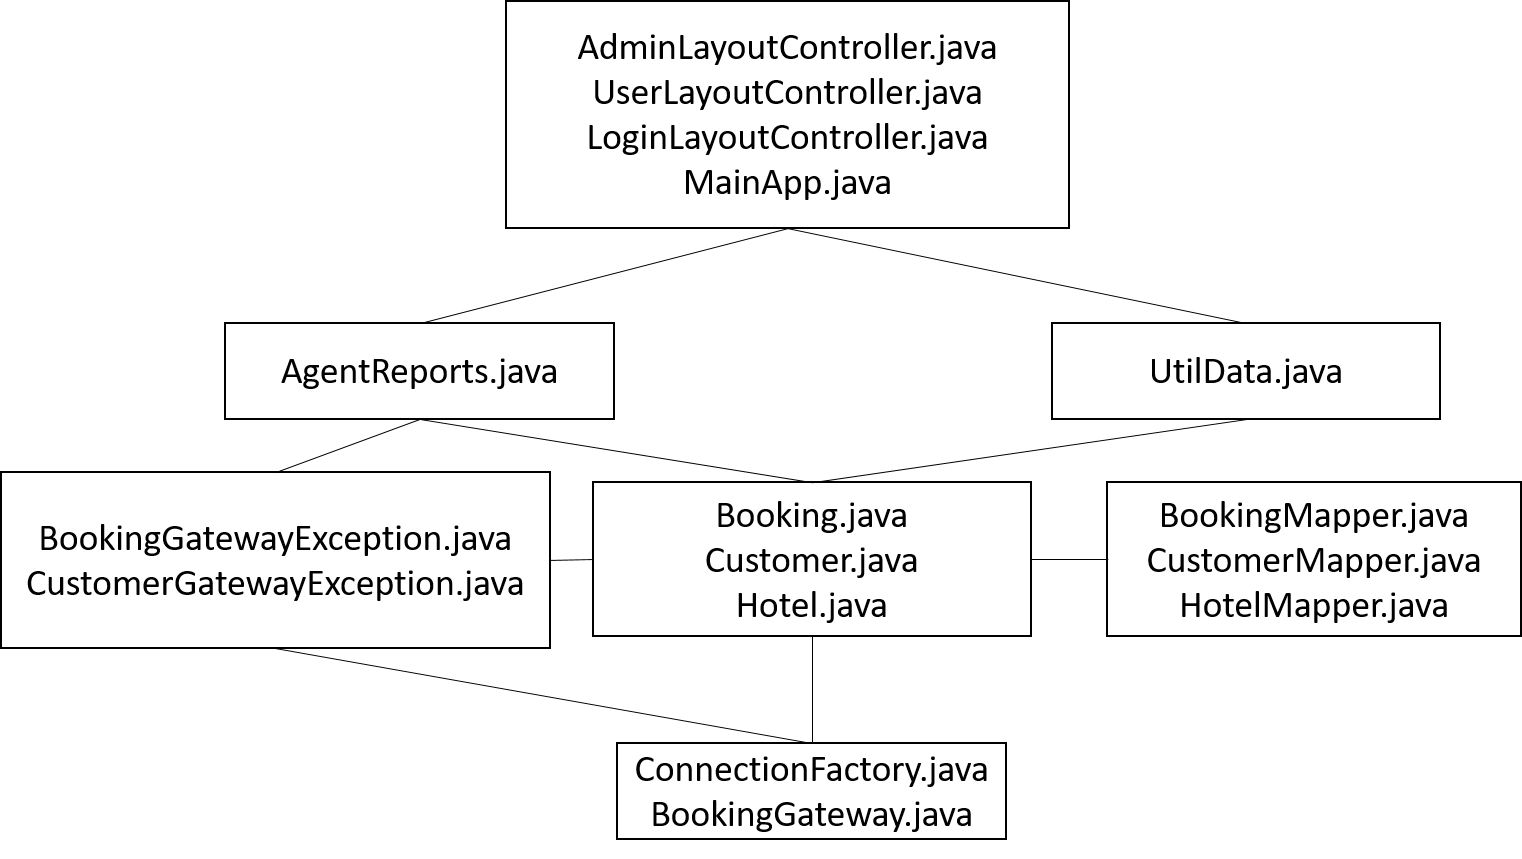 AdminLayoutController.java
UserLayoutController.java
LoginLayoutController.java
MainApp.java
AgentReports.java
UtilData.java
BookingGatewayException.java
CustomerGatewayException.java
Booking.java
Customer.java
Hotel.java
BookingMapper.java
CustomerMapper.java
HotelMapper.java
ConnectionFactory.java
BookingGateway.java